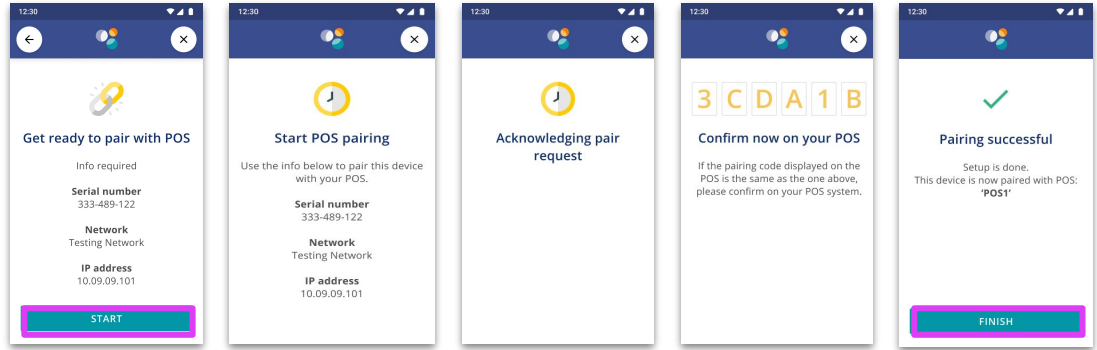 12:30
Get ready to pair with POS
Info required
Serial number
333-489-122
Network
Testing Network
IP address
10.09.09.101
START
12:30
Start POS pairing
Use the info below to pair this device
with your POS.
Serial number
333-489-122
Network
Testing Network
IP address
10.09.09.101
12:30
Acknowledging pair
request
12:30
3 C D A 1 B
Confirm now on your POS
If the pairing code displayed on the
POS is the same as the one above,
please confirm on your POS system.
12:30
Pairing successful
Setup is done.
This device is now paired with POS:
‘POS1’
FINISH